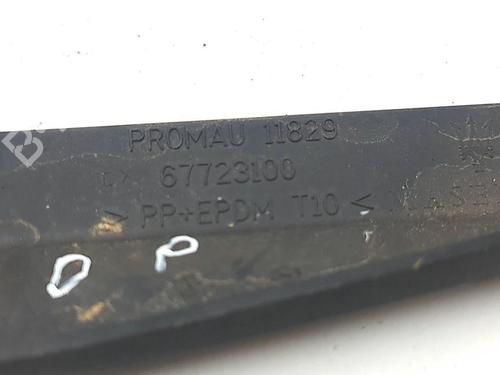 PROMAU 11829
67723100
> PP+EPDM T10 <
D P